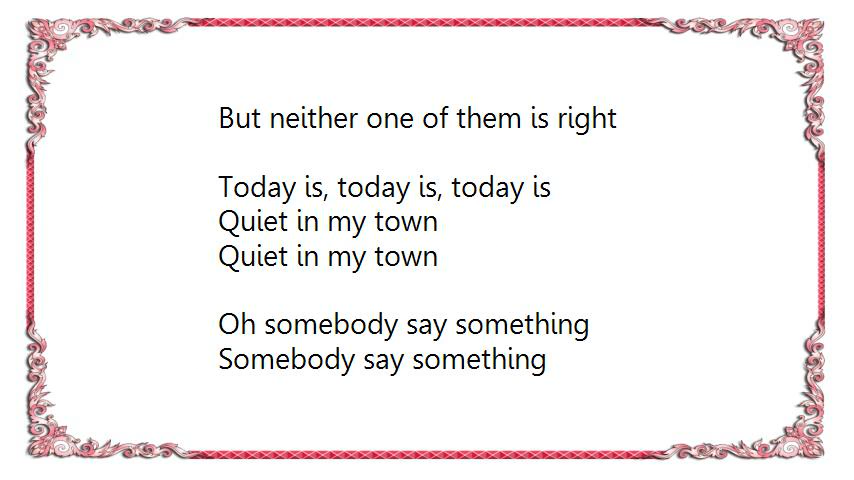 But neither one of them is right
Today is, today is, today is
Quiet in my town
Quiet in my town
Oh somebody say something
Somebody say something